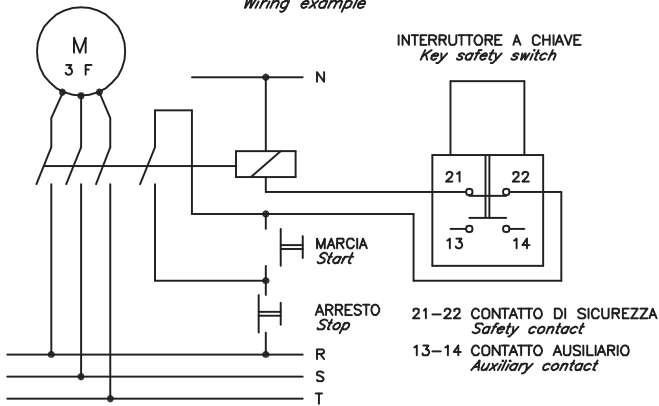 Wiring example
M
3 F
INTERRUTTORE A CHIAVE
Key safety switch
N
21 22
13 14
MARCIA
Start
ARRESTO
Stop
21-22 CONTATTO DI SICUREZZA
Safety contact
13-14 CONTATTO AUSILIARIO
Auxiliary contact
R
S
T